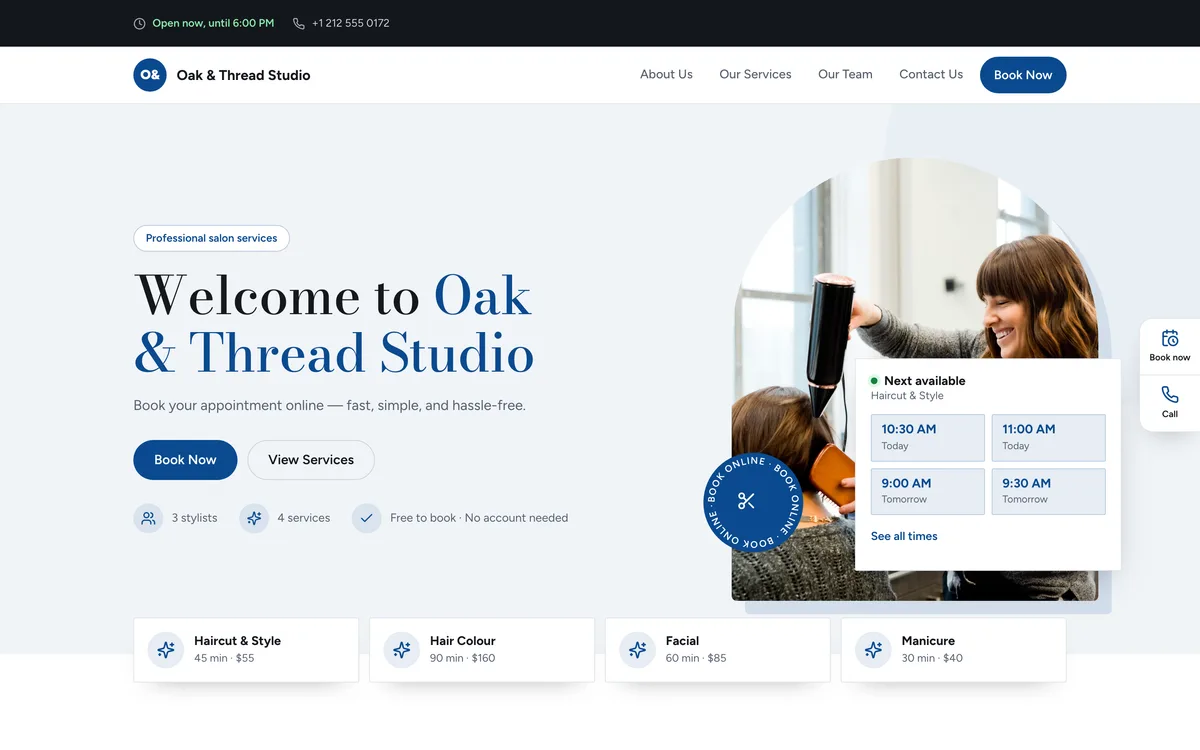 Open now, until 6:00 PM
+1 212 555 0172
O&
Oak & Thread Studio
About Us
Our Services
Our Team
Contact Us
Book Now
Professional salon services
Welcome to Oak
& Thread Studio
Book your appointment online — fast, simple, and hassle-free.
Book Now
View Services
3 stylists
4 services
Free to book · No account needed
BOOK ONLINE · BOOK ONLINE · BOOK ONLINE ·
Next available
Haircut & Style
10:30 AM
Today
11:00 AM
Today
9:00 AM
Tomorrow
9:30 AM
Tomorrow
See all times
Book now
Call
Haircut & Style
45 min · $55
Hair Colour
90 min · $160
Facial
60 min · $85
Manicure
30 min · $40